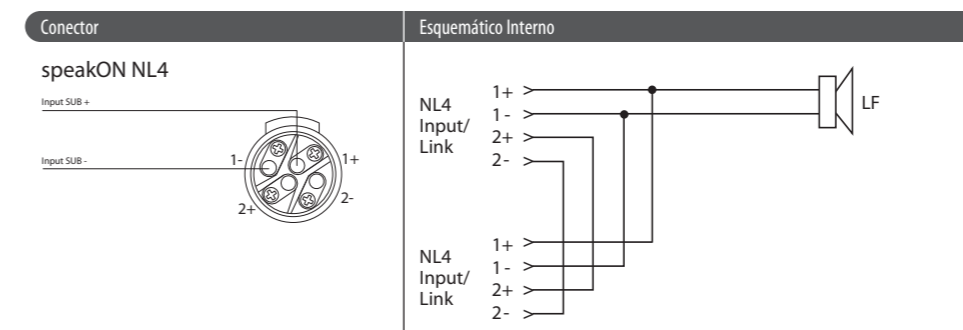 Conector
Esquemático Interno
speakON NL4
Input SUB +
Input SUB -
1-
1+
2+
2-
NL4
Input/
Link
1+
1 -
2+
2-
LF
NL4
Input/
Link
1+
1 -
2+
2-